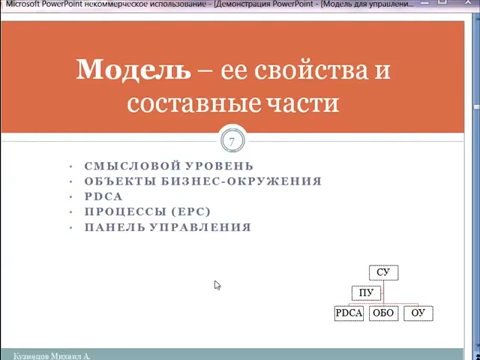 Microsoft PowerPoint некоммерческое использование - [Демонстрация PowerPoint - [Модель для управлени...
Модель – ее свойства и
составные части
7
• СМЫСЛОВОЙ УРОВЕНЬ
• ОБЪЕКТЫ БИЗНЕС-ОКРУЖЕНИЯ
• PDCA
• ПРОЦЕССЫ (EPC)
• ПАНЕЛЬ УПРАВЛЕНИЯ
СУ
ПУ
PDCA ОБО ОУ
Кузнецов Михаил А.